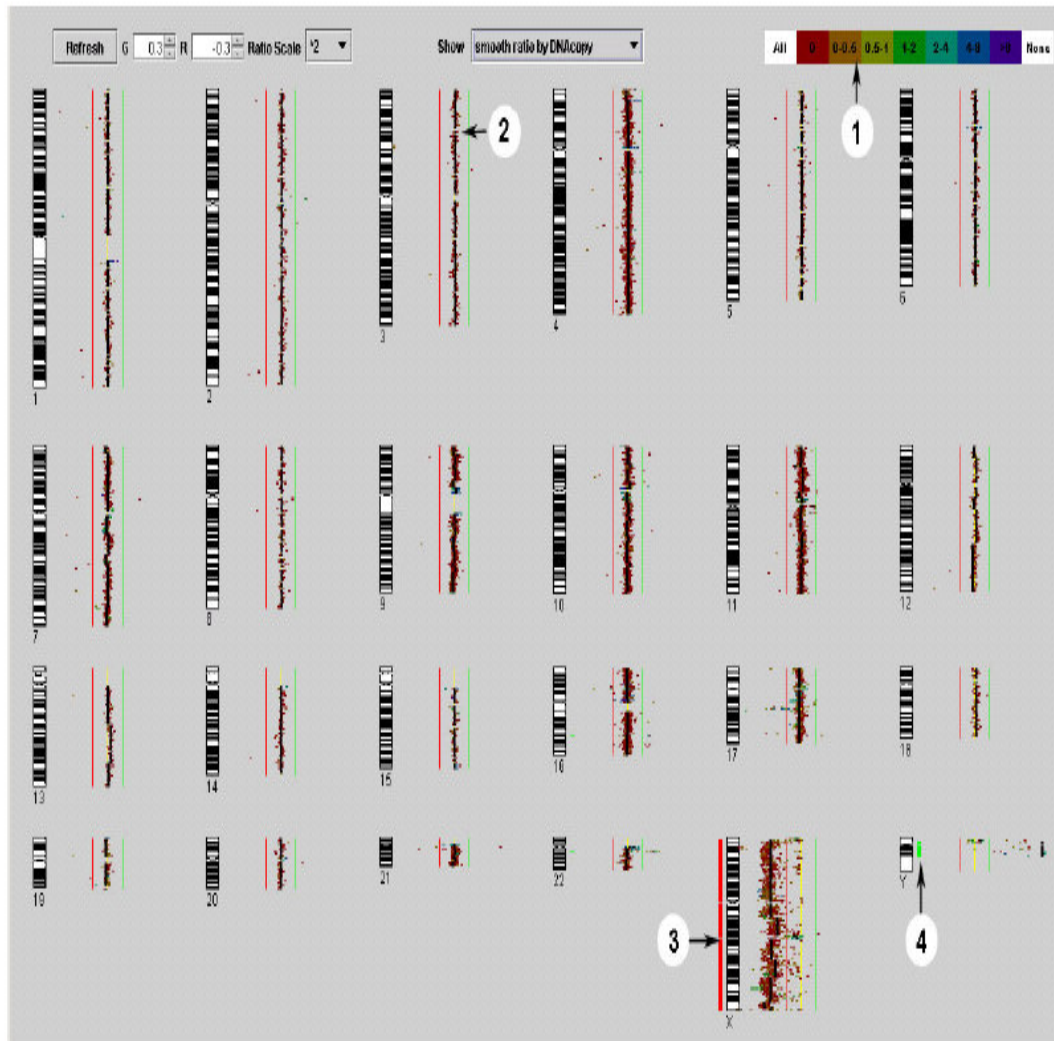 Refresh G 0.3 R -0.3 Ratio Scale *2 Show smooth ratio by DNAcopy All 0 0-0.5 0.5-1 1-2 2-4 4-8 >8 None
1
2
3 4 5 6
1 2
7 8 9 10 11 12
13 14 15 16 17 18
19 20 21 22 X Y
3 4